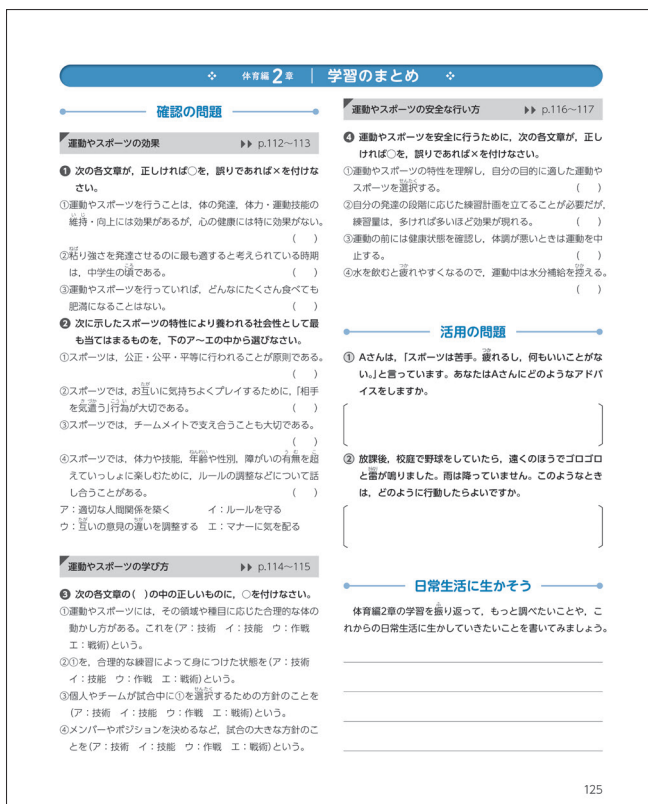 体育編2章 学習のまとめ
確認の問題
運動やスポーツの効果 p.112〜113
❶ 次の各文章が，正しければ○を，誤りであれば×を付けな
さい。
①運動やスポーツを行うことは，体の発達，体力・運動技能の
維持・向上には効果があるが，心の健康には特に効果がない。
( )
②粘り強さを発達させるのに最も適すると考えられている時期
は，中学生の頃である。 ( )
③運動やスポーツを行っていれば，どんなにたくさん食べても
肥満になることはない。 ( )
❷ 次に示したスポーツの特性により養われる社会性として最
も当てはまるものを，下のア〜エの中から選びなさい。
①スポーツは，公正・公平・平等に行われることが原則である。
( )
②スポーツでは，お互いに気持ちよくプレイするために，「相手
を気遣う」行為が大切である。 ( )
③スポーツでは，チームメイトで支え合うことも大切である。
( )
④スポーツでは，体力や技能，年齢や性別，障がいの有無を超
えていっしょに楽しむために，ルールの調整などについて話
し合うことがある。 ( )
ア：適切な人間関係を築く イ：ルールを守る
ウ：互いの意見の違いを調整する エ：マナーに気を配る
運動やスポーツの学び方 p.114〜115
❸ 次の各文章の( )の中の正しいものに，○を付けなさい。
①運動やスポーツには，その領域や種目に応じた合理的な体の
動かし方がある。これを(ア：技術 イ：技能 ウ：作戦
エ：戦術)という。
②①を，合理的な練習によって身につけた状態を(ア：技術
イ：技能 ウ：作戦 エ：戦術)という。
③個人やチームが試合中に①を選択するための方針のことを
(ア：技術 イ：技能 ウ：作戦 エ：戦術)という。
④メンバーやポジションを決めるなど，試合の大きな方針のこ
とを(ア：技術 イ：技能 ウ：作戦 エ：戦術)という。
運動やスポーツの安全な行い方 p.116〜117
❹ 運動やスポーツを安全に行うために，次の各文章が，正し
ければ○を，誤りであれば×を付けなさい。
①運動やスポーツの特性を理解し，自分の目的に適した運動や
スポーツを選択する。 ( )
②自分の発達の段階に応じた練習計画を立てることが必要だが，
練習量は，多ければ多いほど効果が現れる。 ( )
③運動の前には健康状態を確認し，体調が悪いときは運動を中
止する。 ( )
④水を飲むと疲れやすくなるので，運動中は水分補給を控える。
( )
活用の問題
① Aさんは，「スポーツは苦手。疲れるし，何もいいことがな
い。」と言っています。あなたはAさんにどのようなアドバ
イスをしますか。
② 放課後，校庭で野球をしていたら，遠くのほうでゴロゴロ
と雷が鳴りました。雨は降っていません。このようなとき
は，どのように行動したらよいですか。
日常生活に生かそう
体育編2章の学習を振り返って，もっと調べたいことや，こ
れからの日常生活に生かしていきたいことを書いてみましょう。
125